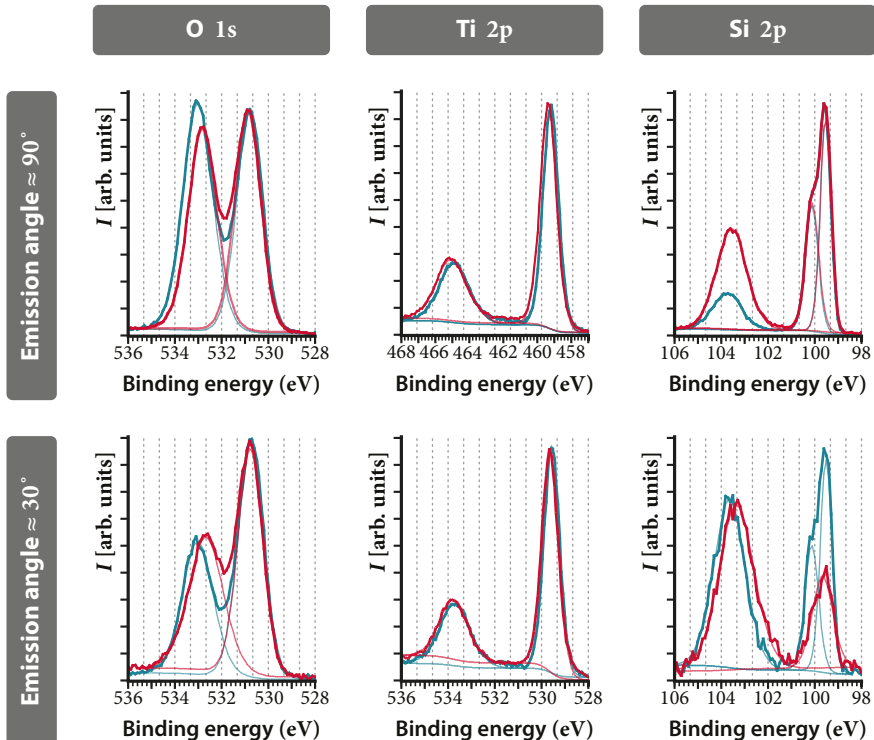 O 1s
Ti 2p
Si 2p
Emission angle ≈ 90°
I [arb. units]
I [arb. units]
I [arb. units]
536 534 532 530 528
468 466 464 462 460 458
106 104 102 100 98
Binding energy (eV)
Binding energy (eV)
Binding energy (eV)
Emission angle ≈ 30°
I [arb. units]
I [arb. units]
I [arb. units]
536 534 532 530 528
536 534 532 530 528
106 104 102 100 98
Binding energy (eV)
Binding energy (eV)
Binding energy (eV)